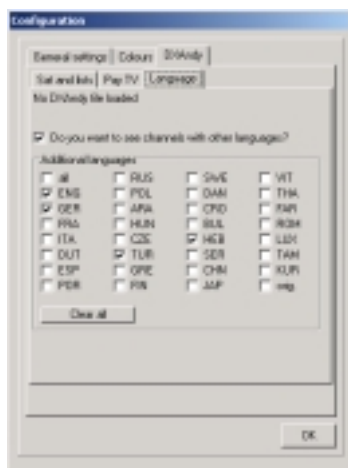 Configuration
General settings Colours DXAndy
Sat and lists Pay TV Language
No DXAndy file loaded
Do you want to see channels with other languages?
Additional languages
all RUS SWE VIT
ENG POL DAN THA
GER ARA CRO FAR
FRA HUN BUL ROM
ITA CZE HEB LUX
DUT TUR SER TAM
ESP GRE CHN KUR
POR FIN JAP orig
Clear all
OK